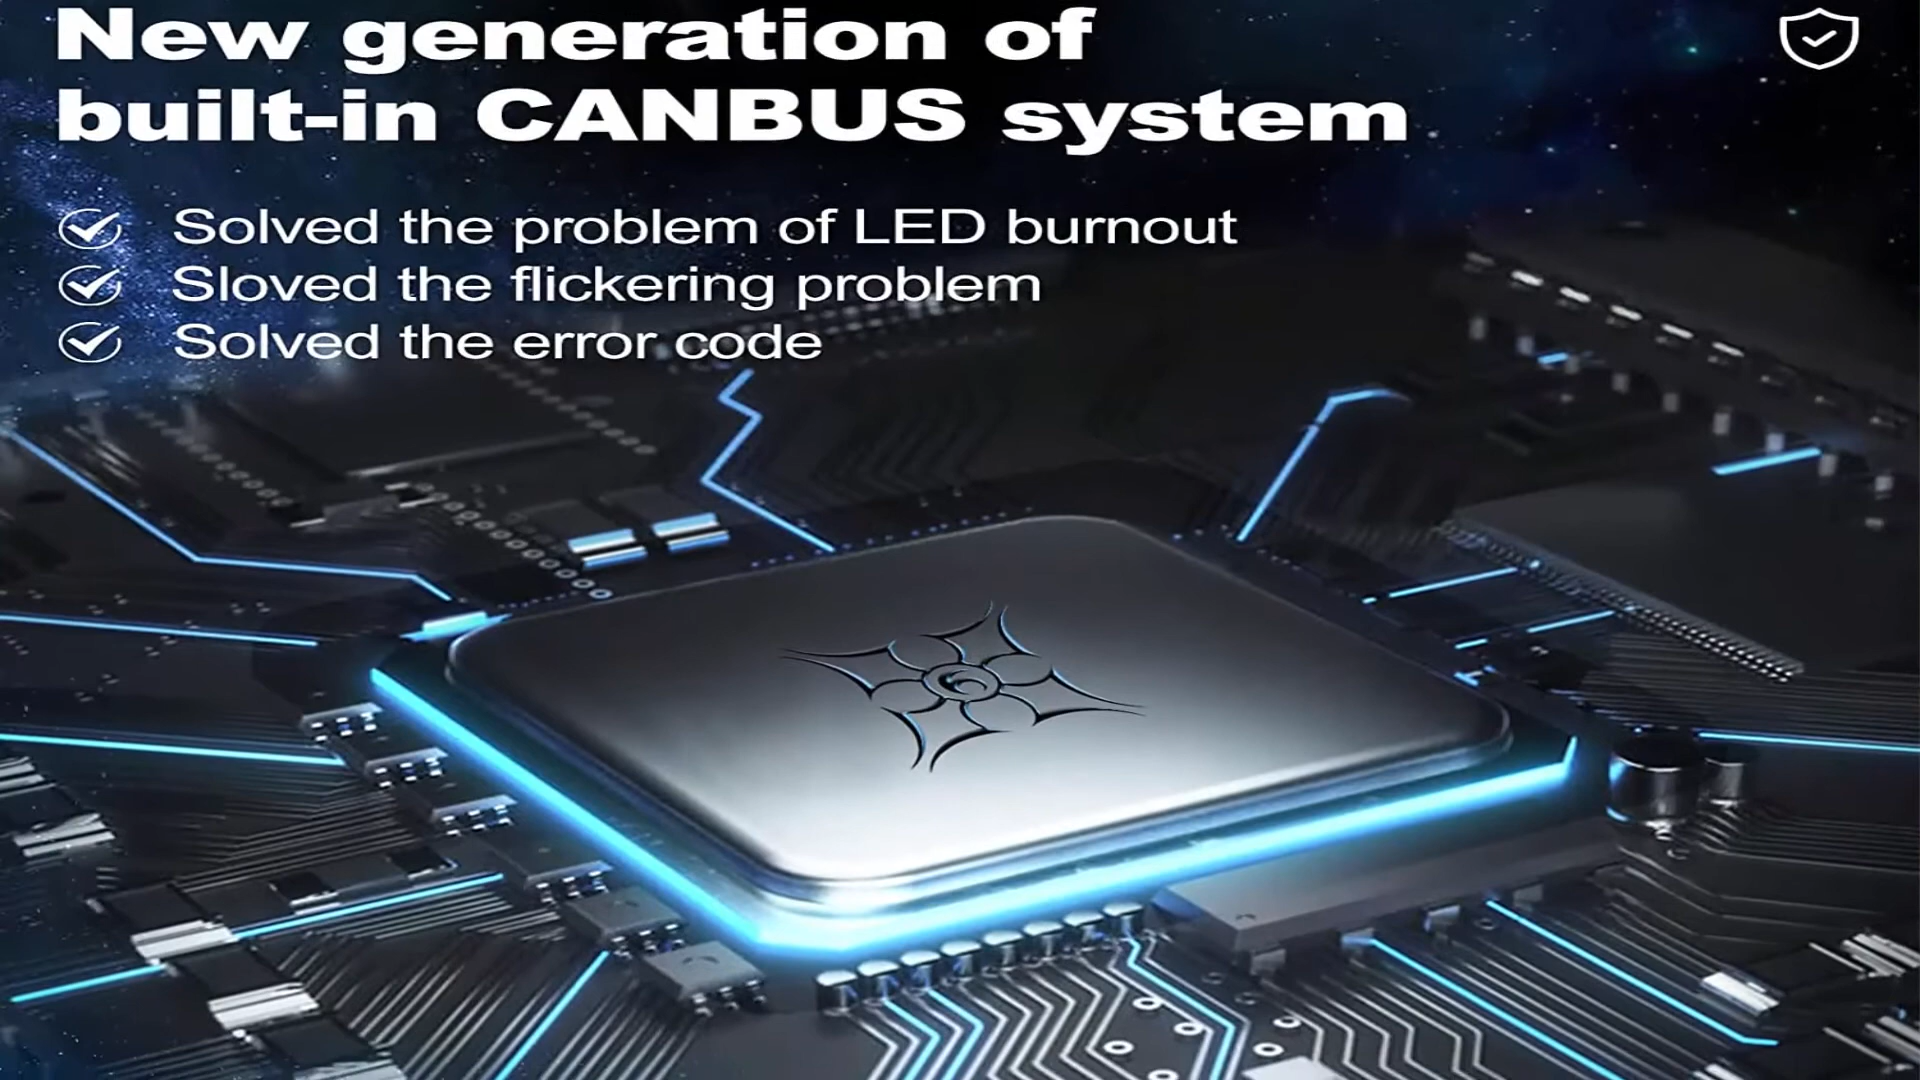 New generation of
built-in CANBUS system
Solved the problem of LED burnout
Sloved the flickering problem
Solved the error code